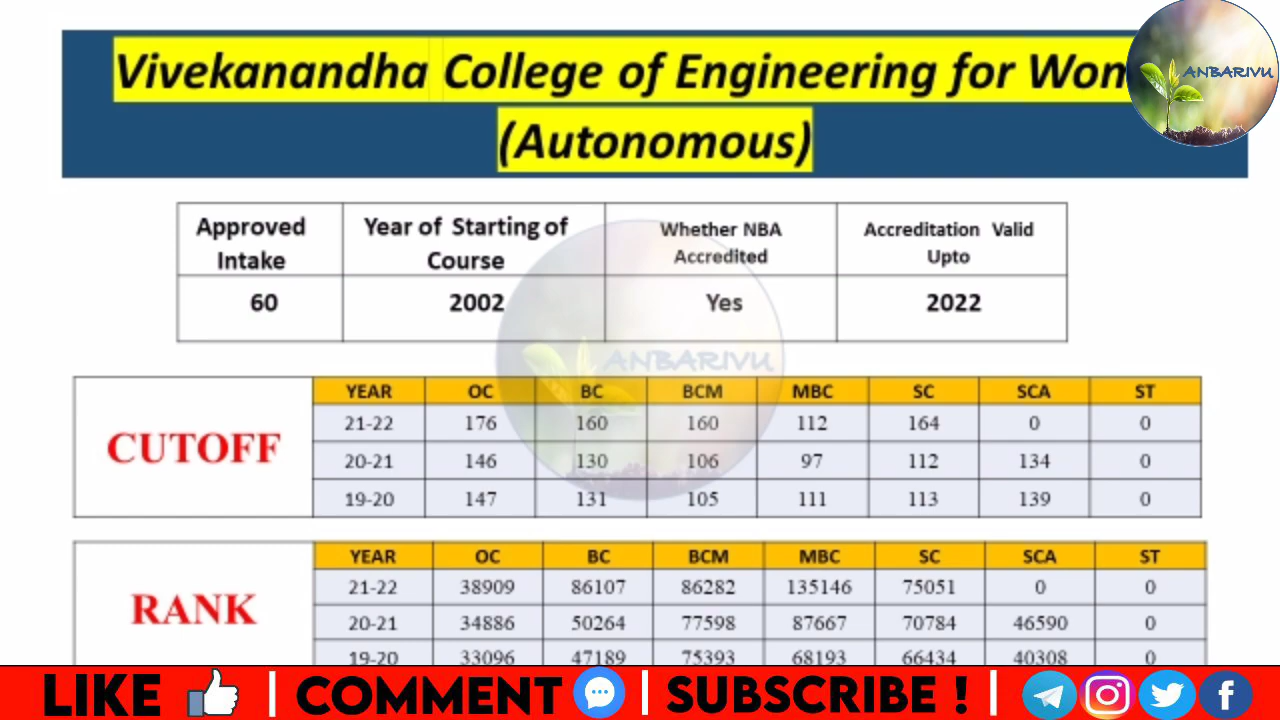 Vivekanandha College of Engineering for Wom
(Autonomous)
ANBARIVU
Approved Intake Year of Starting of Course Whether NBA Accredited Accreditation Valid Upto
60 2002 Yes 2022
ANBARIVU
CUTOFF
YEAR OC BC BCM MBC SC SCA ST
21-22 176 160 160 112 164 0 0
20-21 146 130 106 97 112 134 0
19-20 147 131 105 111 113 139 0
RANK
YEAR OC BC BCM MBC SC SCA ST
21-22 38909 86107 86282 135146 75051 0 0
20-21 34886 50264 77598 87667 70784 46590 0
19-20 33096 47189 75393 68193 66434 40308 0
LIKE | COMMENT | SUBSCRIBE ! |